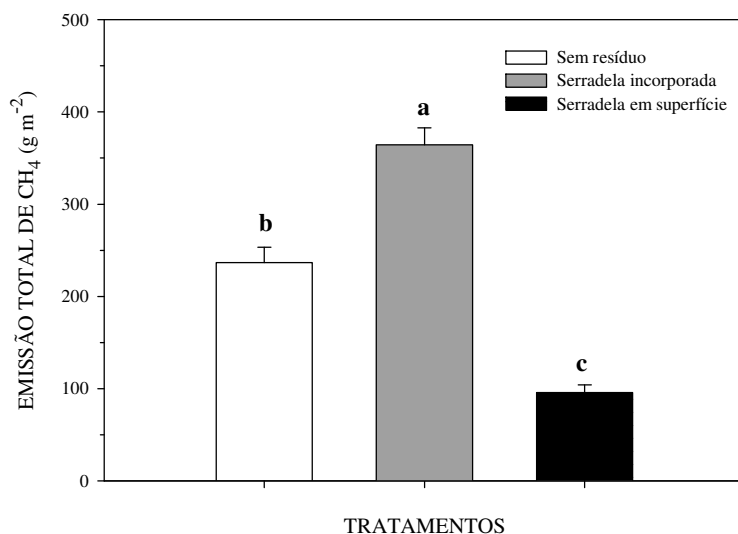 500
400
300
200
100
0
EMISSÃO TOTAL DE CH4 (g m-2)
Sem resíduo
Serradela incorporada
Serradela em superfície
b
a
c
TRATAMENTOS